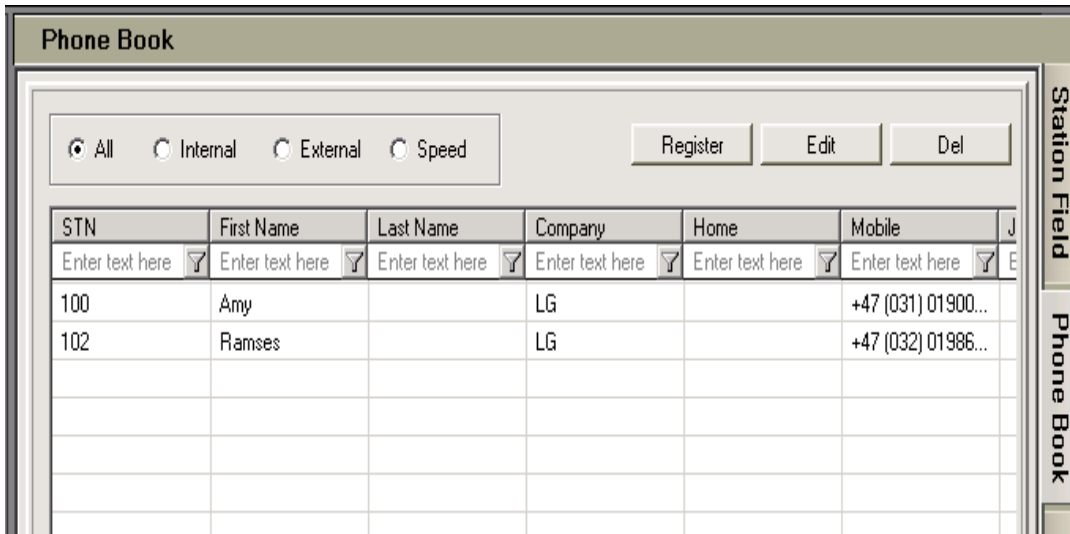 Phone Book
All Internal External Speed
Register Edit Del
STN First Name Last Name Company Home Mobile J
Enter text here Enter text here Enter text here Enter text here Enter text here Enter text here E
100 Amy LG +47 (031) 01900...
102 Ramses LG +47 (032) 01986...
Station Field
Phone Book